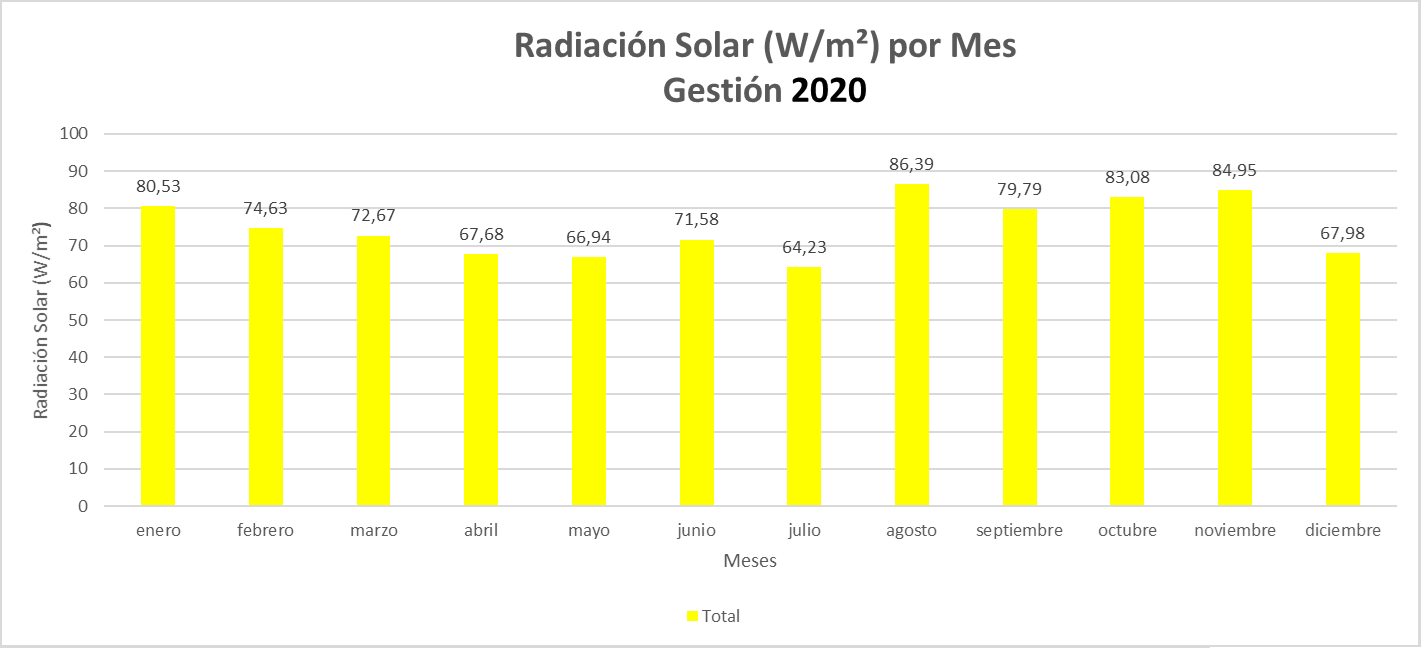 Radiación Solar (W/m²) por Mes
Gestión 2020
Radiación Solar (W/m²)
100
90
80
70
60
50
40
30
20
10
0
80,53
74,63
72,67
67,68
66,94
71,58
64,23
86,39
79,79
83,08
84,95
67,98
enero
febrero
marzo
abril
mayo
junio
julio
agosto
septiembre
octubre
noviembre
diciembre
Meses
Total